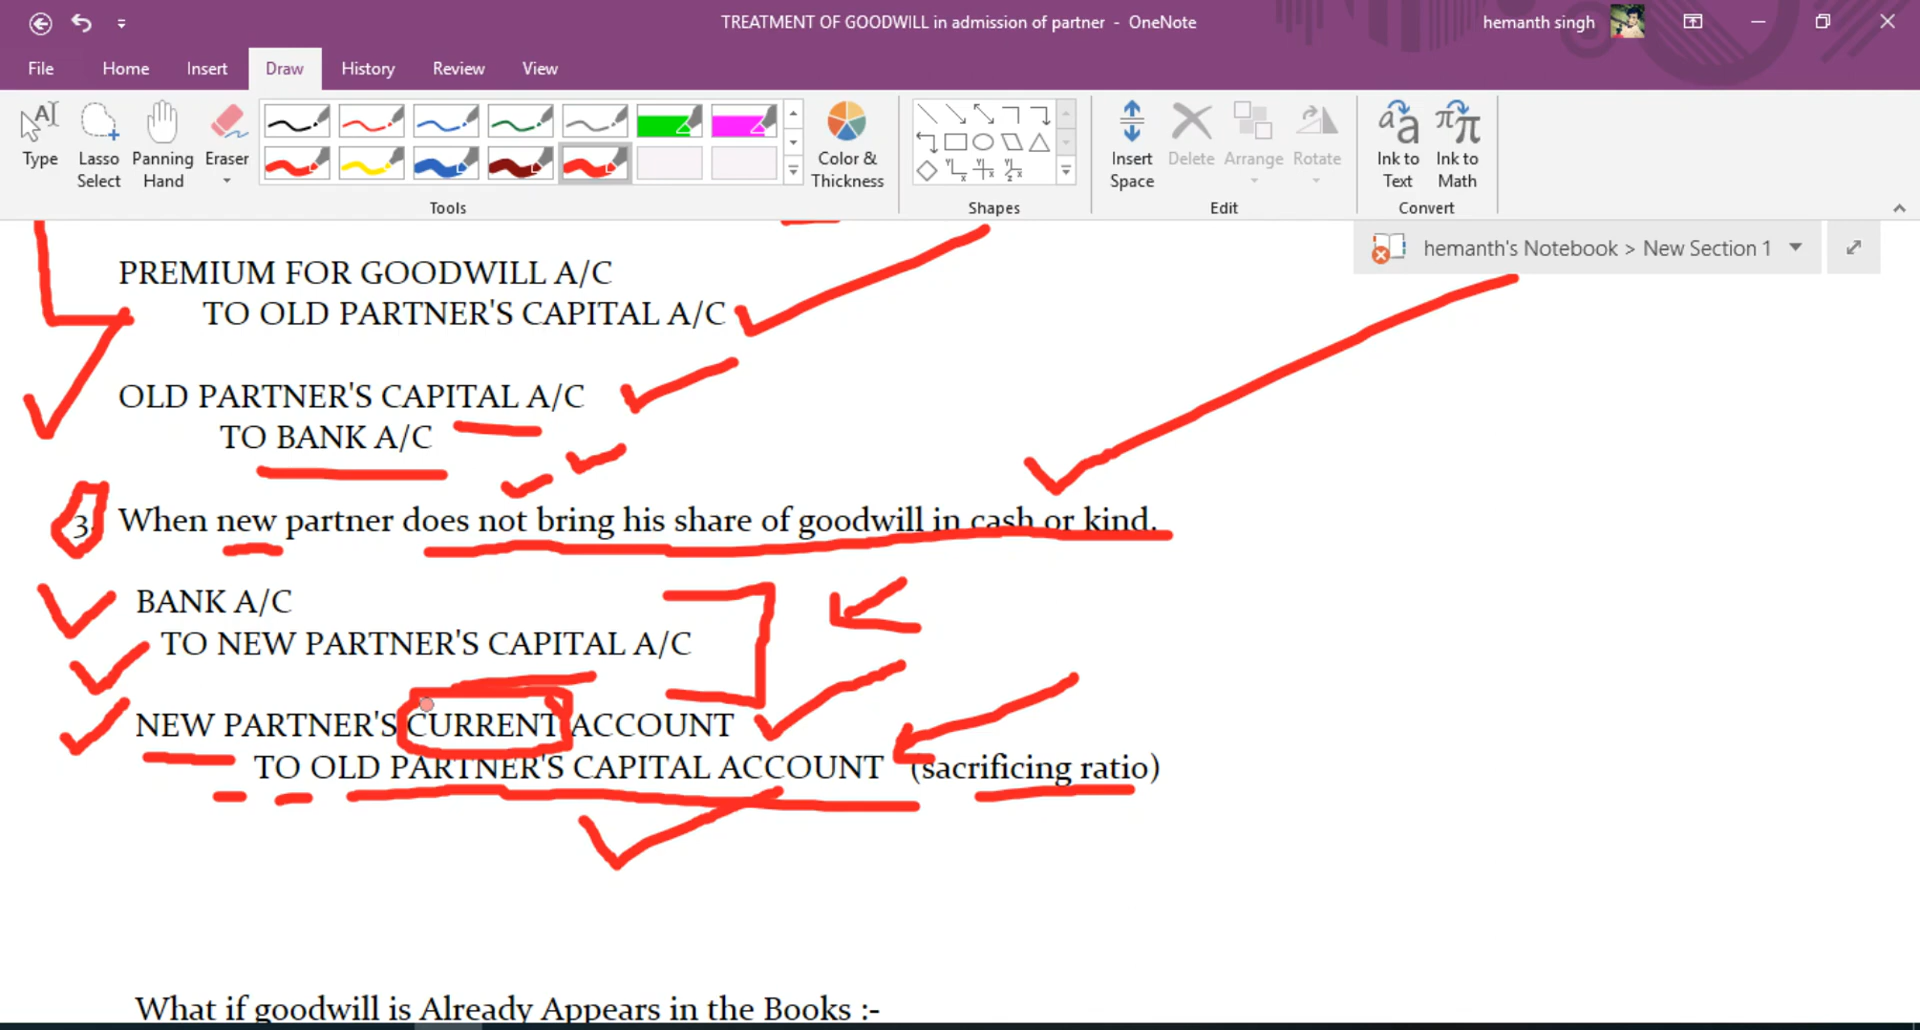 TREATMENT OF GOODWILL in admission of partner - OneNote
hemanth singh
File Home Insert Draw History Review View
Type
Lasso Select
Panning Hand
Eraser
Color & Thickness
Insert Space
Delete
Arrange
Rotate
Ink to Text
Ink to Math
Tools
Shapes
Edit
Convert
hemanth's Notebook > New Section 1
PREMIUM FOR GOODWILL A/C
TO OLD PARTNER'S CAPITAL A/C
OLD PARTNER'S CAPITAL A/C
TO BANK A/C
3. When new partner does not bring his share of goodwill in cash or kind.
BANK A/C
TO NEW PARTNER'S CAPITAL A/C
NEW PARTNER'S CURRENT ACCOUNT
TO OLD PARTNER'S CAPITAL ACCOUNT (sacrificing ratio)
What if goodwill is Already Appears in the Books :-